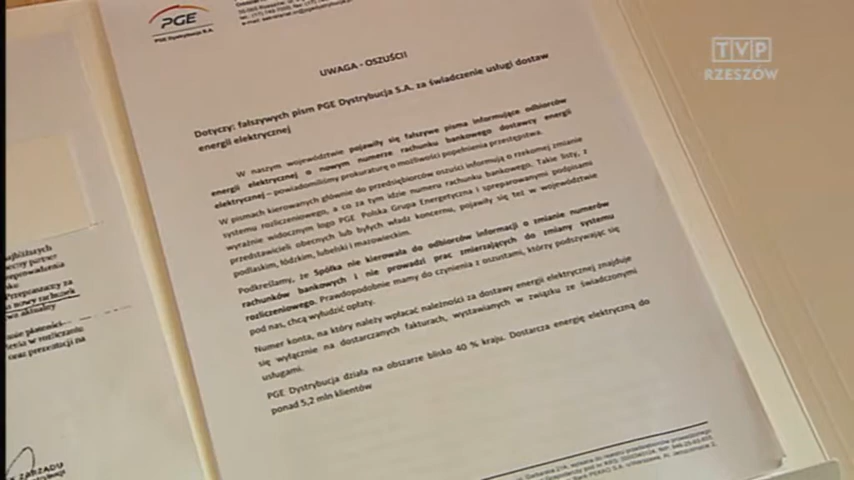 TVP
RZESZÓW
PGE
PGE Dystrybucja S.A.
UWAGA - OSZUŚCI!
Dotyczy: fałszywych pism PGE Dystrybucja S.A. za świadczenie usługi dostaw
energii elektrycznej
W naszym województwie pojawiły się fałszywe pisma informujące odbiorców
energii elektrycznej o nowym numerze rachunku bankowego dostawcy energii
elektrycznej – powiadomiliśmy prokuraturę o możliwości popełnienia przestępstwa.
W pismach kierowanych głównie do przedsiębiorców oszuści informują o rzekomej zmianie
systemu rozliczeniowego, a co za tym idzie numeru rachunku bankowego. Takie listy, z
wyraźnie widocznym logo PGE Polska Grupa Energetyczna i spreparowanymi podpisami
przedstawicieli obecnych lub byłych władz koncernu, pojawiły się też w województwie
podlaskim, łódzkim, lubelski i mazowieckim.
Podkreślamy, że Spółka nie kierowała do odbiorców informacji o zmianie numerów
rachunków bankowych i nie prowadzi prac zmierzających do zmiany systemu
rozliczeniowego. Prawdopodobnie mamy do czynienia z oszustami, którzy podszywając się
pod nas, chcą wyłudzić opłaty.
Numer konta, na który należy wpłacać należności za dostawy energii elektrycznej znajduje
się wyłącznie na dostarczanych fakturach, wystawianych w związku ze świadczonymi
usługami.
PGE Dystrybucja działa na obszarze blisko 40 % kraju. Dostarcza energię elektryczną do
ponad 5,2 mln klientów